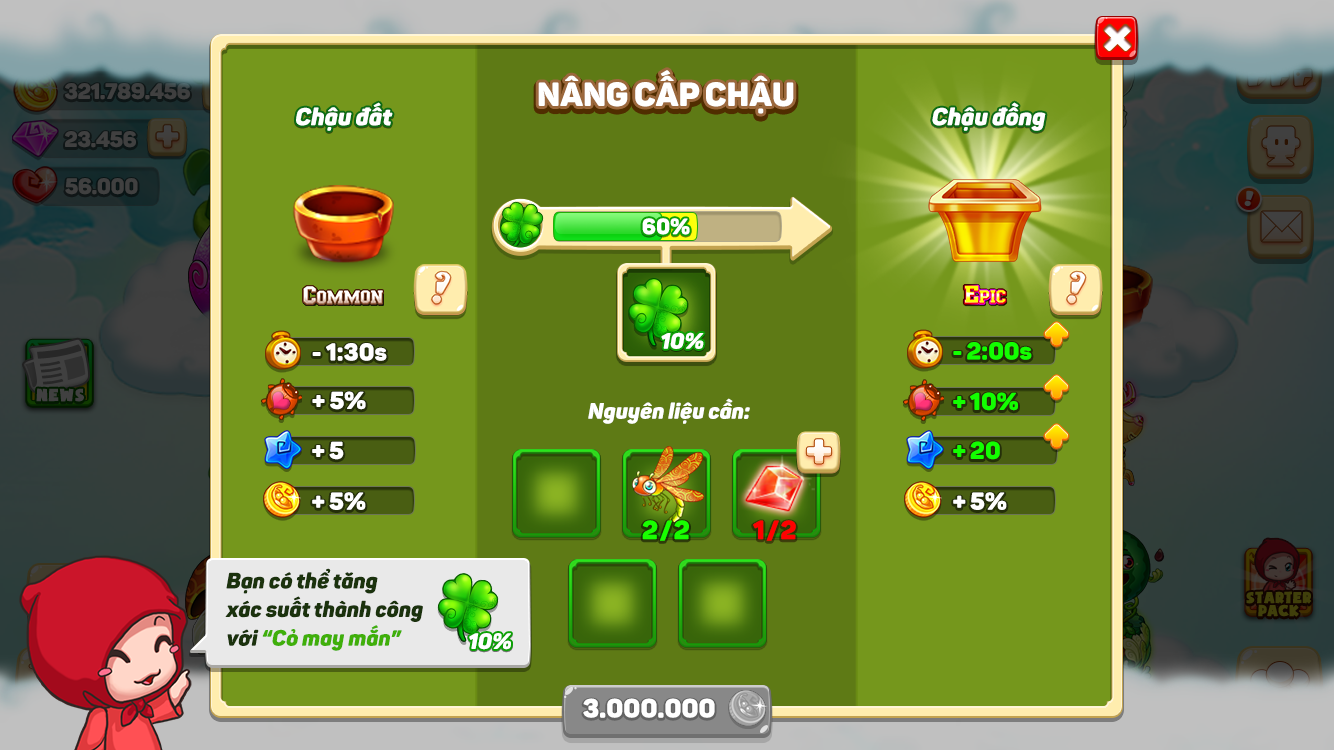 321.789.456
23.456
56.000
NEWS
NÂNG CẤP CHẬU
Chậu đất
COMMON
- 1:30s
+ 5%
+ 5
+ 5%
60%
10%
Nguyên liệu cần:
2/2
1/2
Chậu đồng
EPIC
- 2:00s
+ 10%
+ 20
+ 5%
Bạn có thể tăng
xác suất thành công
với “Cỏ may mắn”
10%
3.000.000
STARTER
PACK